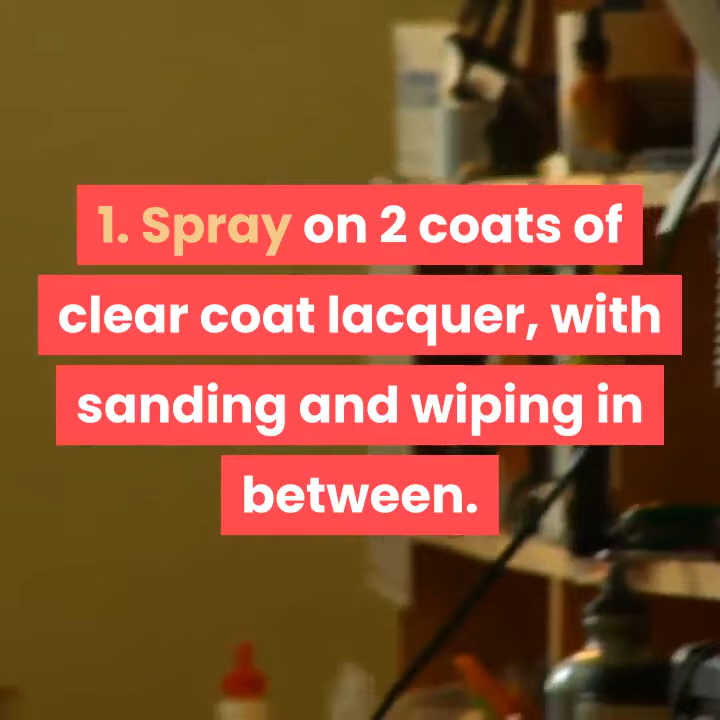 1. Spray on 2 coats of
clear coat lacquer, with
sanding and wiping in
between.